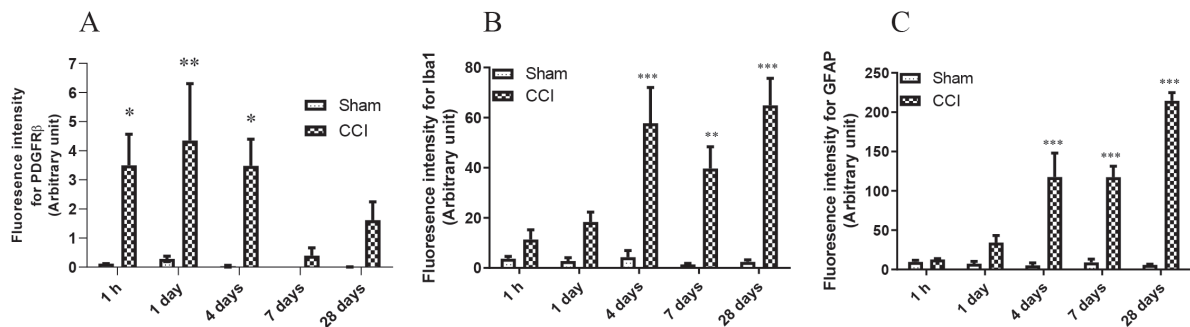 A
Fluoresence intensity
for PDGFRβ
(Arbitrary unit)
7
6
5
4
3
2
1
0
*
**
*
Sham
CCI
1 h
1 day
4 days
7 days
28 days
B
Fluoresence intensity for Iba1
(Arbitrary unit)
80
60
40
20
0
Sham
CCI
***
**
***
1 h
1 day
4 days
7 days
28 days
C
Fluoresence intensity for GFAP
(Arbitrary unit)
250
200
150
100
50
0
Sham
CCI
***
***
***
1 h
1 day
4 days
7 days
28 days